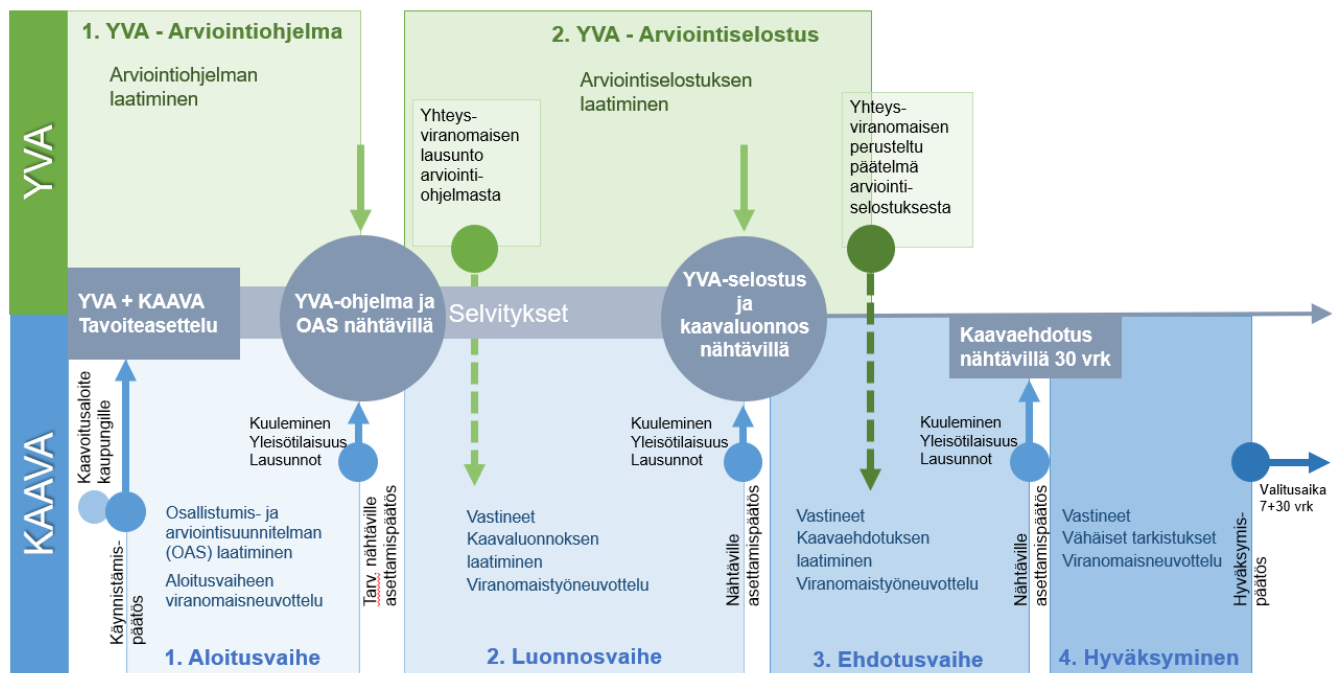 YVA
1. YVA - Arviointiohjelma
Arviointiohjelman
laatiminen
2. YVA - Arviointiselostus
Arviointiselostuksen
laatiminen
Yhteys-
viranomaisen
lausunto
arviointi-
ohjelmasta
Yhteys-
viranomaisen
perusteltu
päätelmä
arviointi-
selostuksesta
YVA + KAAVA
Tavoiteasettelu
YVA-ohjelma ja
OAS nähtävillä
Selvitykset
YVA-selostus
ja
kaavaluonnos
nähtävillä
Kaavaehdotus
nähtävillä 30 vrk
KAAVA
Kaavoitusaloite
kaupungille
Käynnistämis-
päätös
Osallistumis- ja
arviointisuunnitelman
(OAS) laatiminen
Aloitusvaiheen
viranomaisneuvottelu
Kuuleminen
Yleisötilaisuus
Lausunnot
Tarv. nähtäville
asettamispäätös
1. Aloitusvaihe
Vastineet
Kaavaluonnoksen
laatiminen
Viranomaistyöneuvottelu
Kuuleminen
Yleisötilaisuus
Lausunnot
Nähtäville
asettamispäätös
2. Luonnosvaihe
Vastineet
Kaavaehdotuksen
laatiminen
Viranomaistyöneuvottelu
Kuuleminen
Yleisötilaisuus
Lausunnot
Nähtäville
asettamispäätös
3. Ehdotusvaihe
Vastineet
Vähäiset tarkistukset
Viranomaisneuvottelu
Hyväksymis-
päätös
Valitusaika
7+30 vrk
4. Hyväksyminen